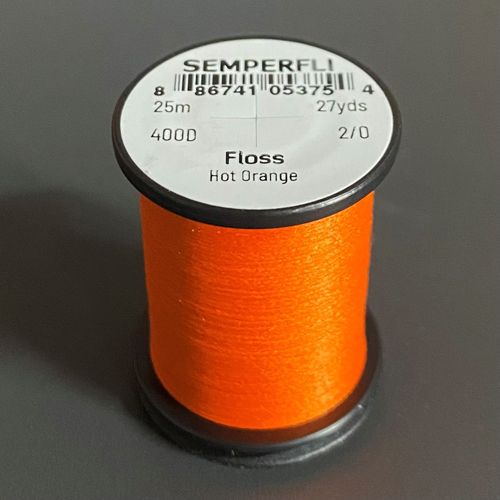 SEMPERFLI
8 86741 05375 4
25m 27yds
400D 2/0
Floss
Hot Orange